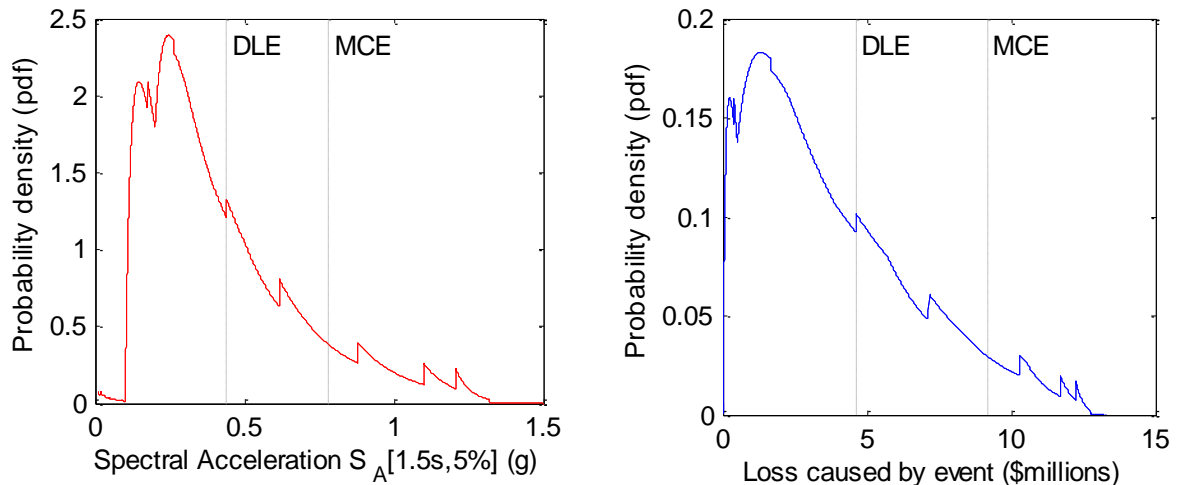 2.5
2
1.5
1
0.5
0
0
0.5
1
1.5
DLE
MCE
Probability density (pdf)
Spectral Acceleration S_A[1.5s,5%] (g)
0.2
0.15
0.1
0.05
0
0
5
10
15
DLE
MCE
Probability density (pdf)
Loss caused by event ($millions)